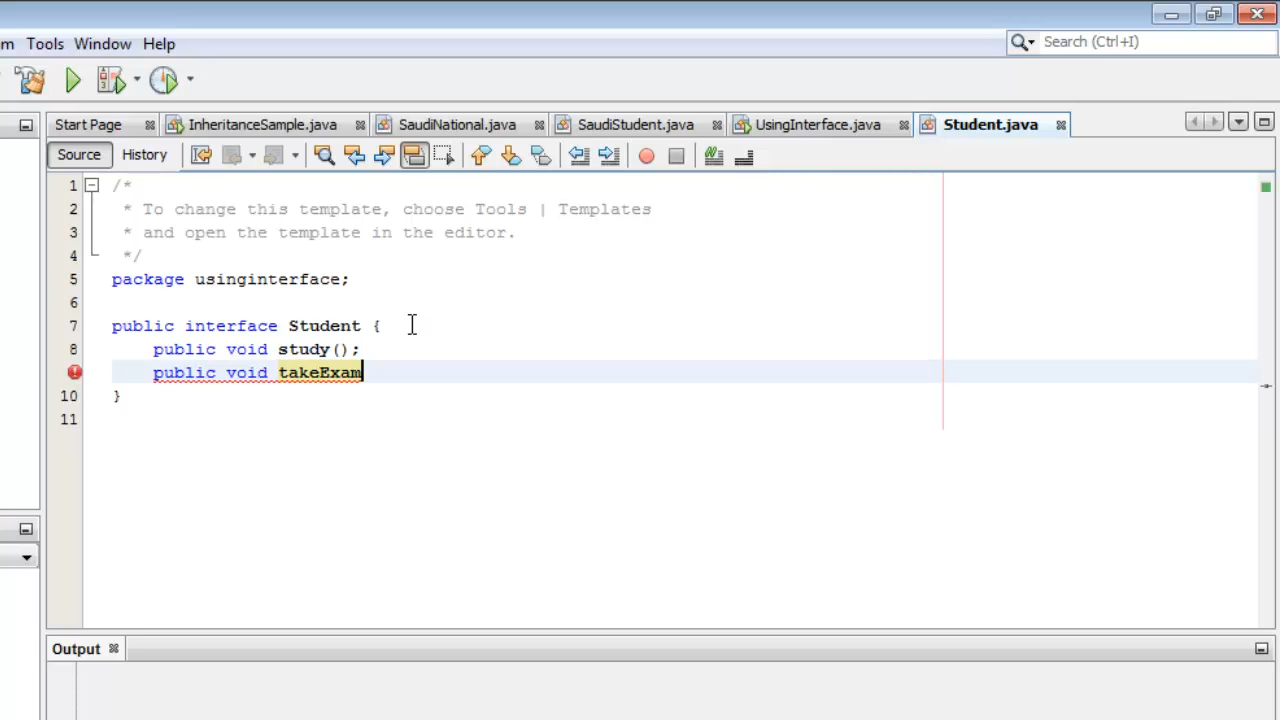 m Tools Window Help
Search (Ctrl+I)
Start Page InheritanceSample.java SaudiNational.java SaudiStudent.java UsingInterface.java Student.java
Source History
1 /*
2 * To change this template, choose Tools | Templates
3 * and open the template in the editor.
4 */
5 package usinginterface;
6
7 public interface Student {
8 public void study();
public void takeExam
10 }
11
Output